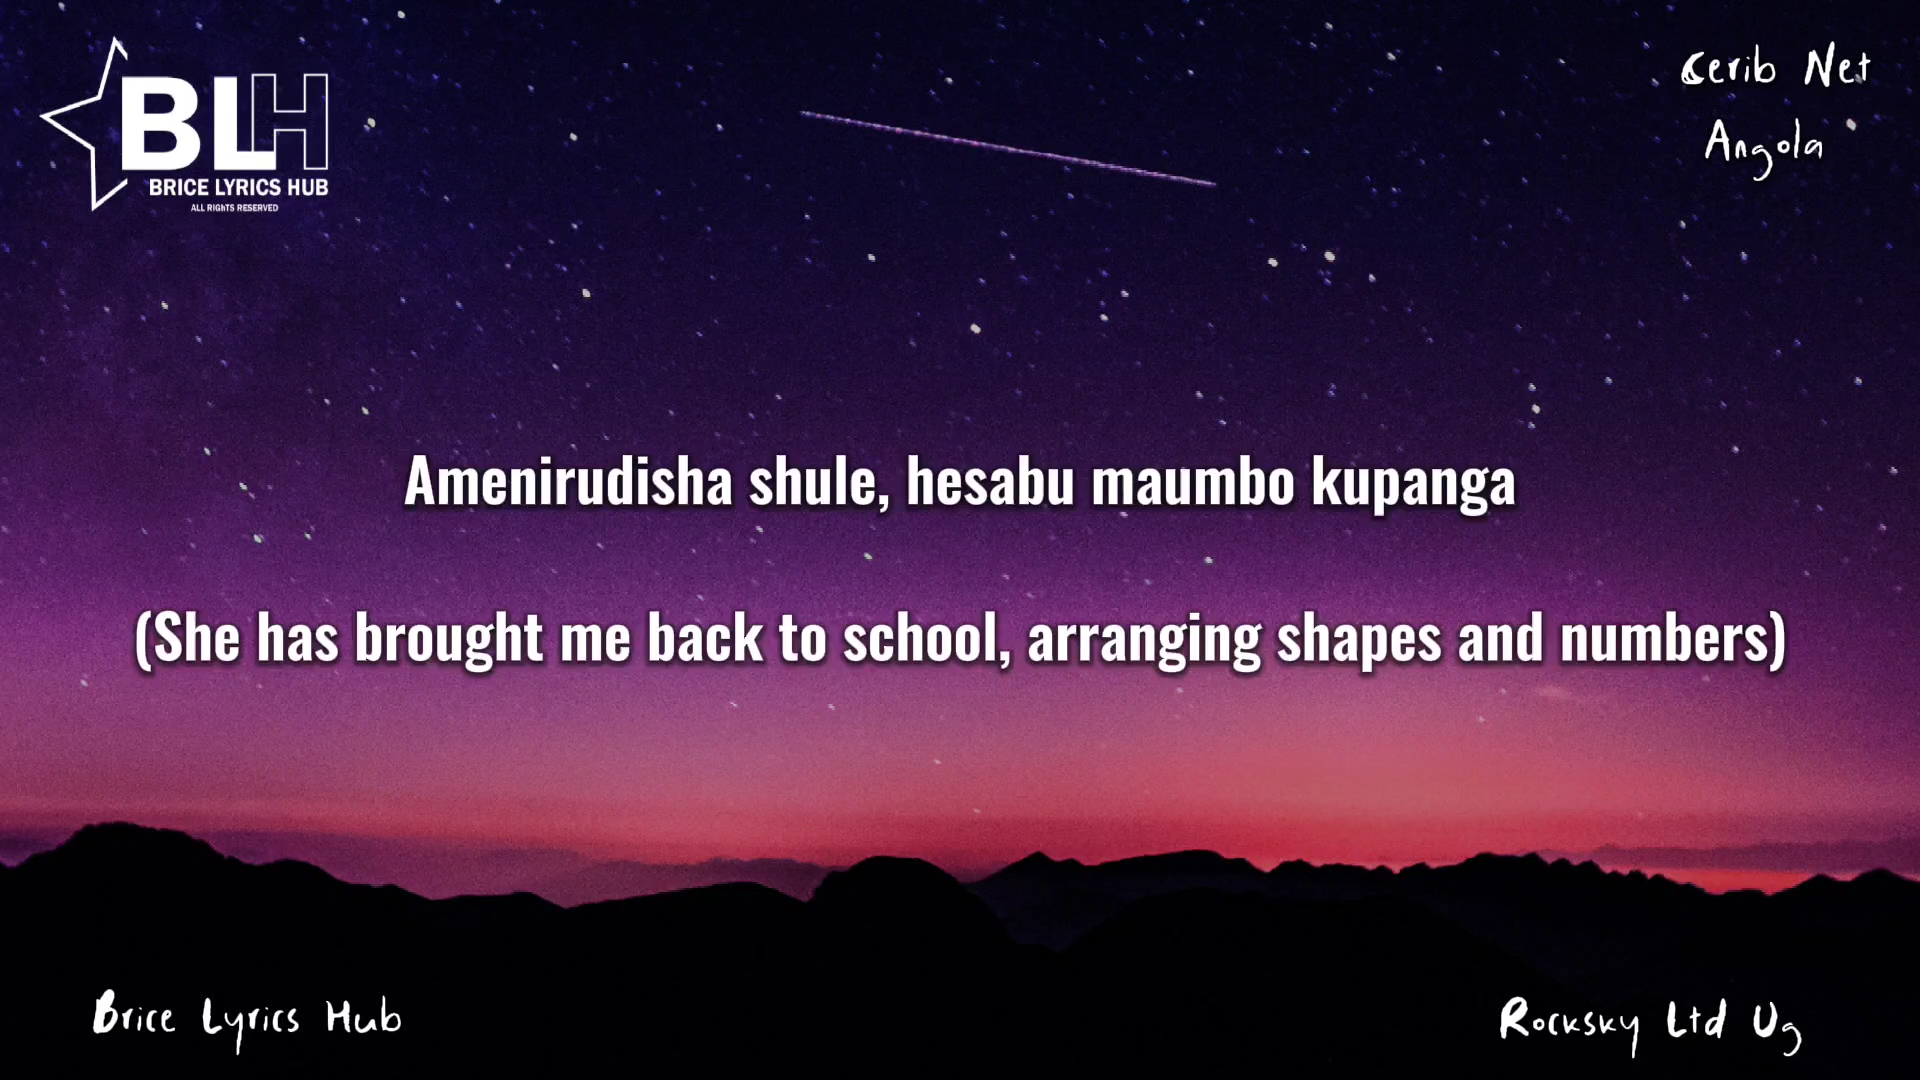 BLH
BRICE LYRICS HUB
ALL RIGHTS RESERVED
Cerib Net
Angola
Amenirudisha shule, hesabu maumbo kupanga
(She has brought me back to school, arranging shapes and numbers)
Brice Lyrics Hub
Rocksky Ltd Ug